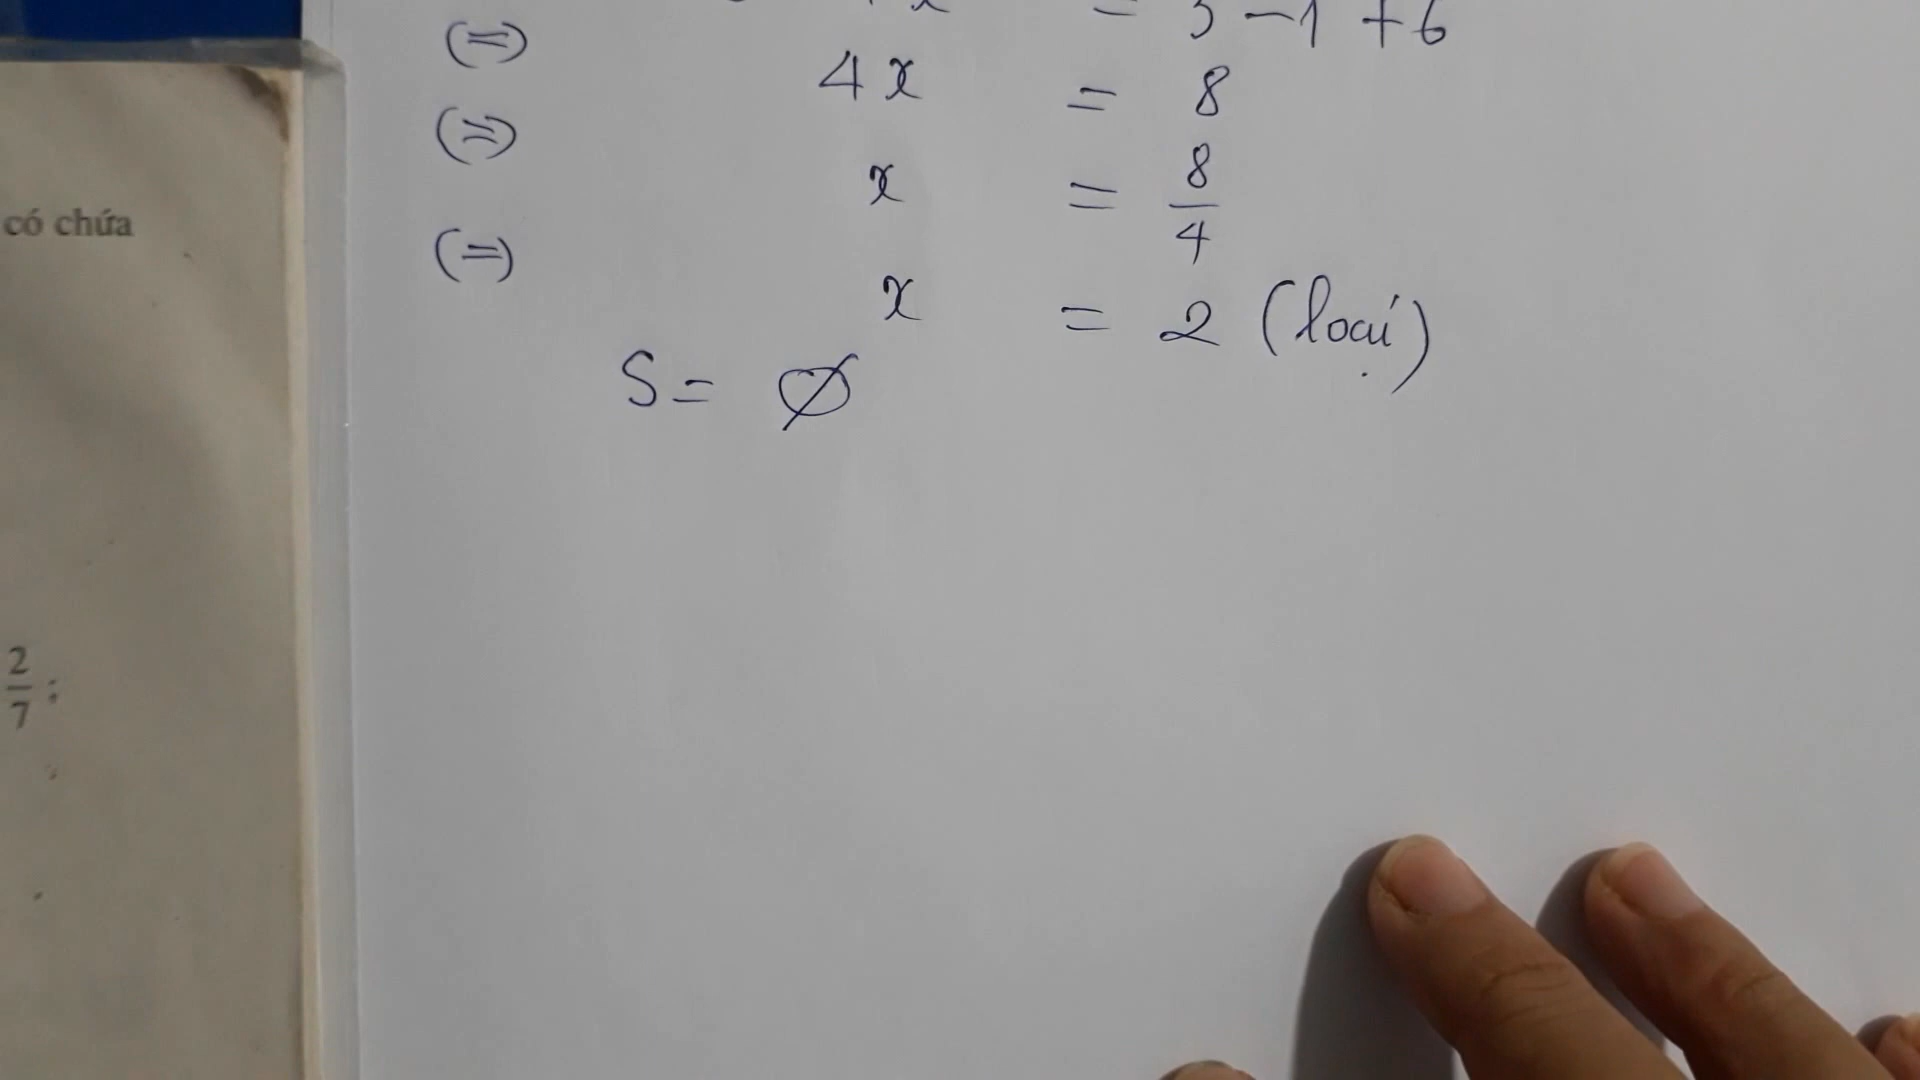 x = 3 - 1 + 6
(=) 4x = 8
(=) x = 8/4
(=) x = 2 (loại)
S = ∅
có chứa
2/7 ;